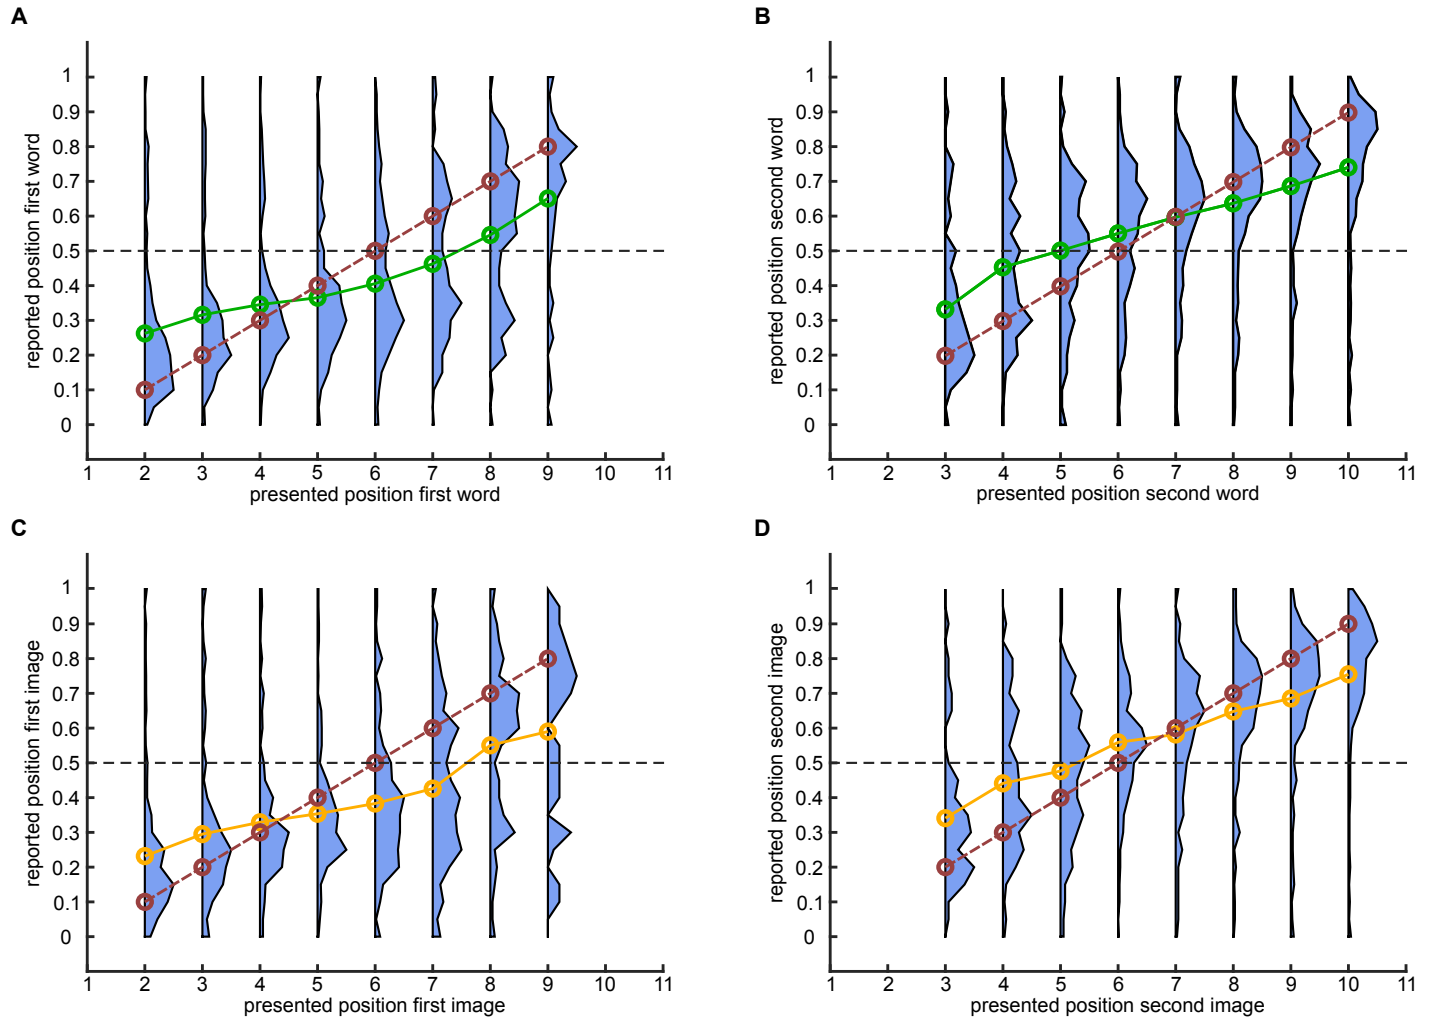 A
reported position first word
1
0.9
0.8
0.7
0.6
0.5
0.4
0.3
0.2
0.1
0
1 2 3 4 5 6 7 8 9 10 11
presented position first word
B
reported position second word
1
0.9
0.8
0.7
0.6
0.5
0.4
0.3
0.2
0.1
0
1 2 3 4 5 6 7 8 9 10 11
presented position second word
C
reported position first image
1
0.9
0.8
0.7
0.6
0.5
0.4
0.3
0.2
0.1
0
1 2 3 4 5 6 7 8 9 10 11
presented position first image
D
reported position second image
1
0.9
0.8
0.7
0.6
0.5
0.4
0.3
0.2
0.1
0
1 2 3 4 5 6 7 8 9 10 11
presented position second image